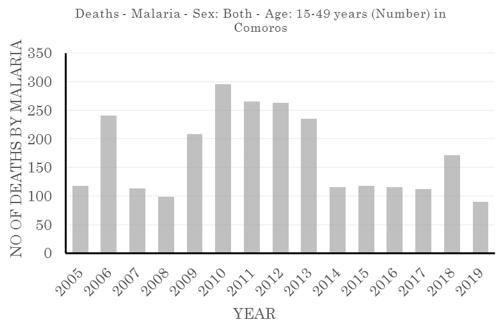 Deaths - Malaria - Sex: Both - Age: 15-49 years (Number) in
Comoros
NO OF DEATHS BY MALARIA
350
300
250
200
150
100
50
0
2005 2006 2007 2008 2009 2010 2011 2012 2013 2014 2015 2016 2017 2018 2019
YEAR